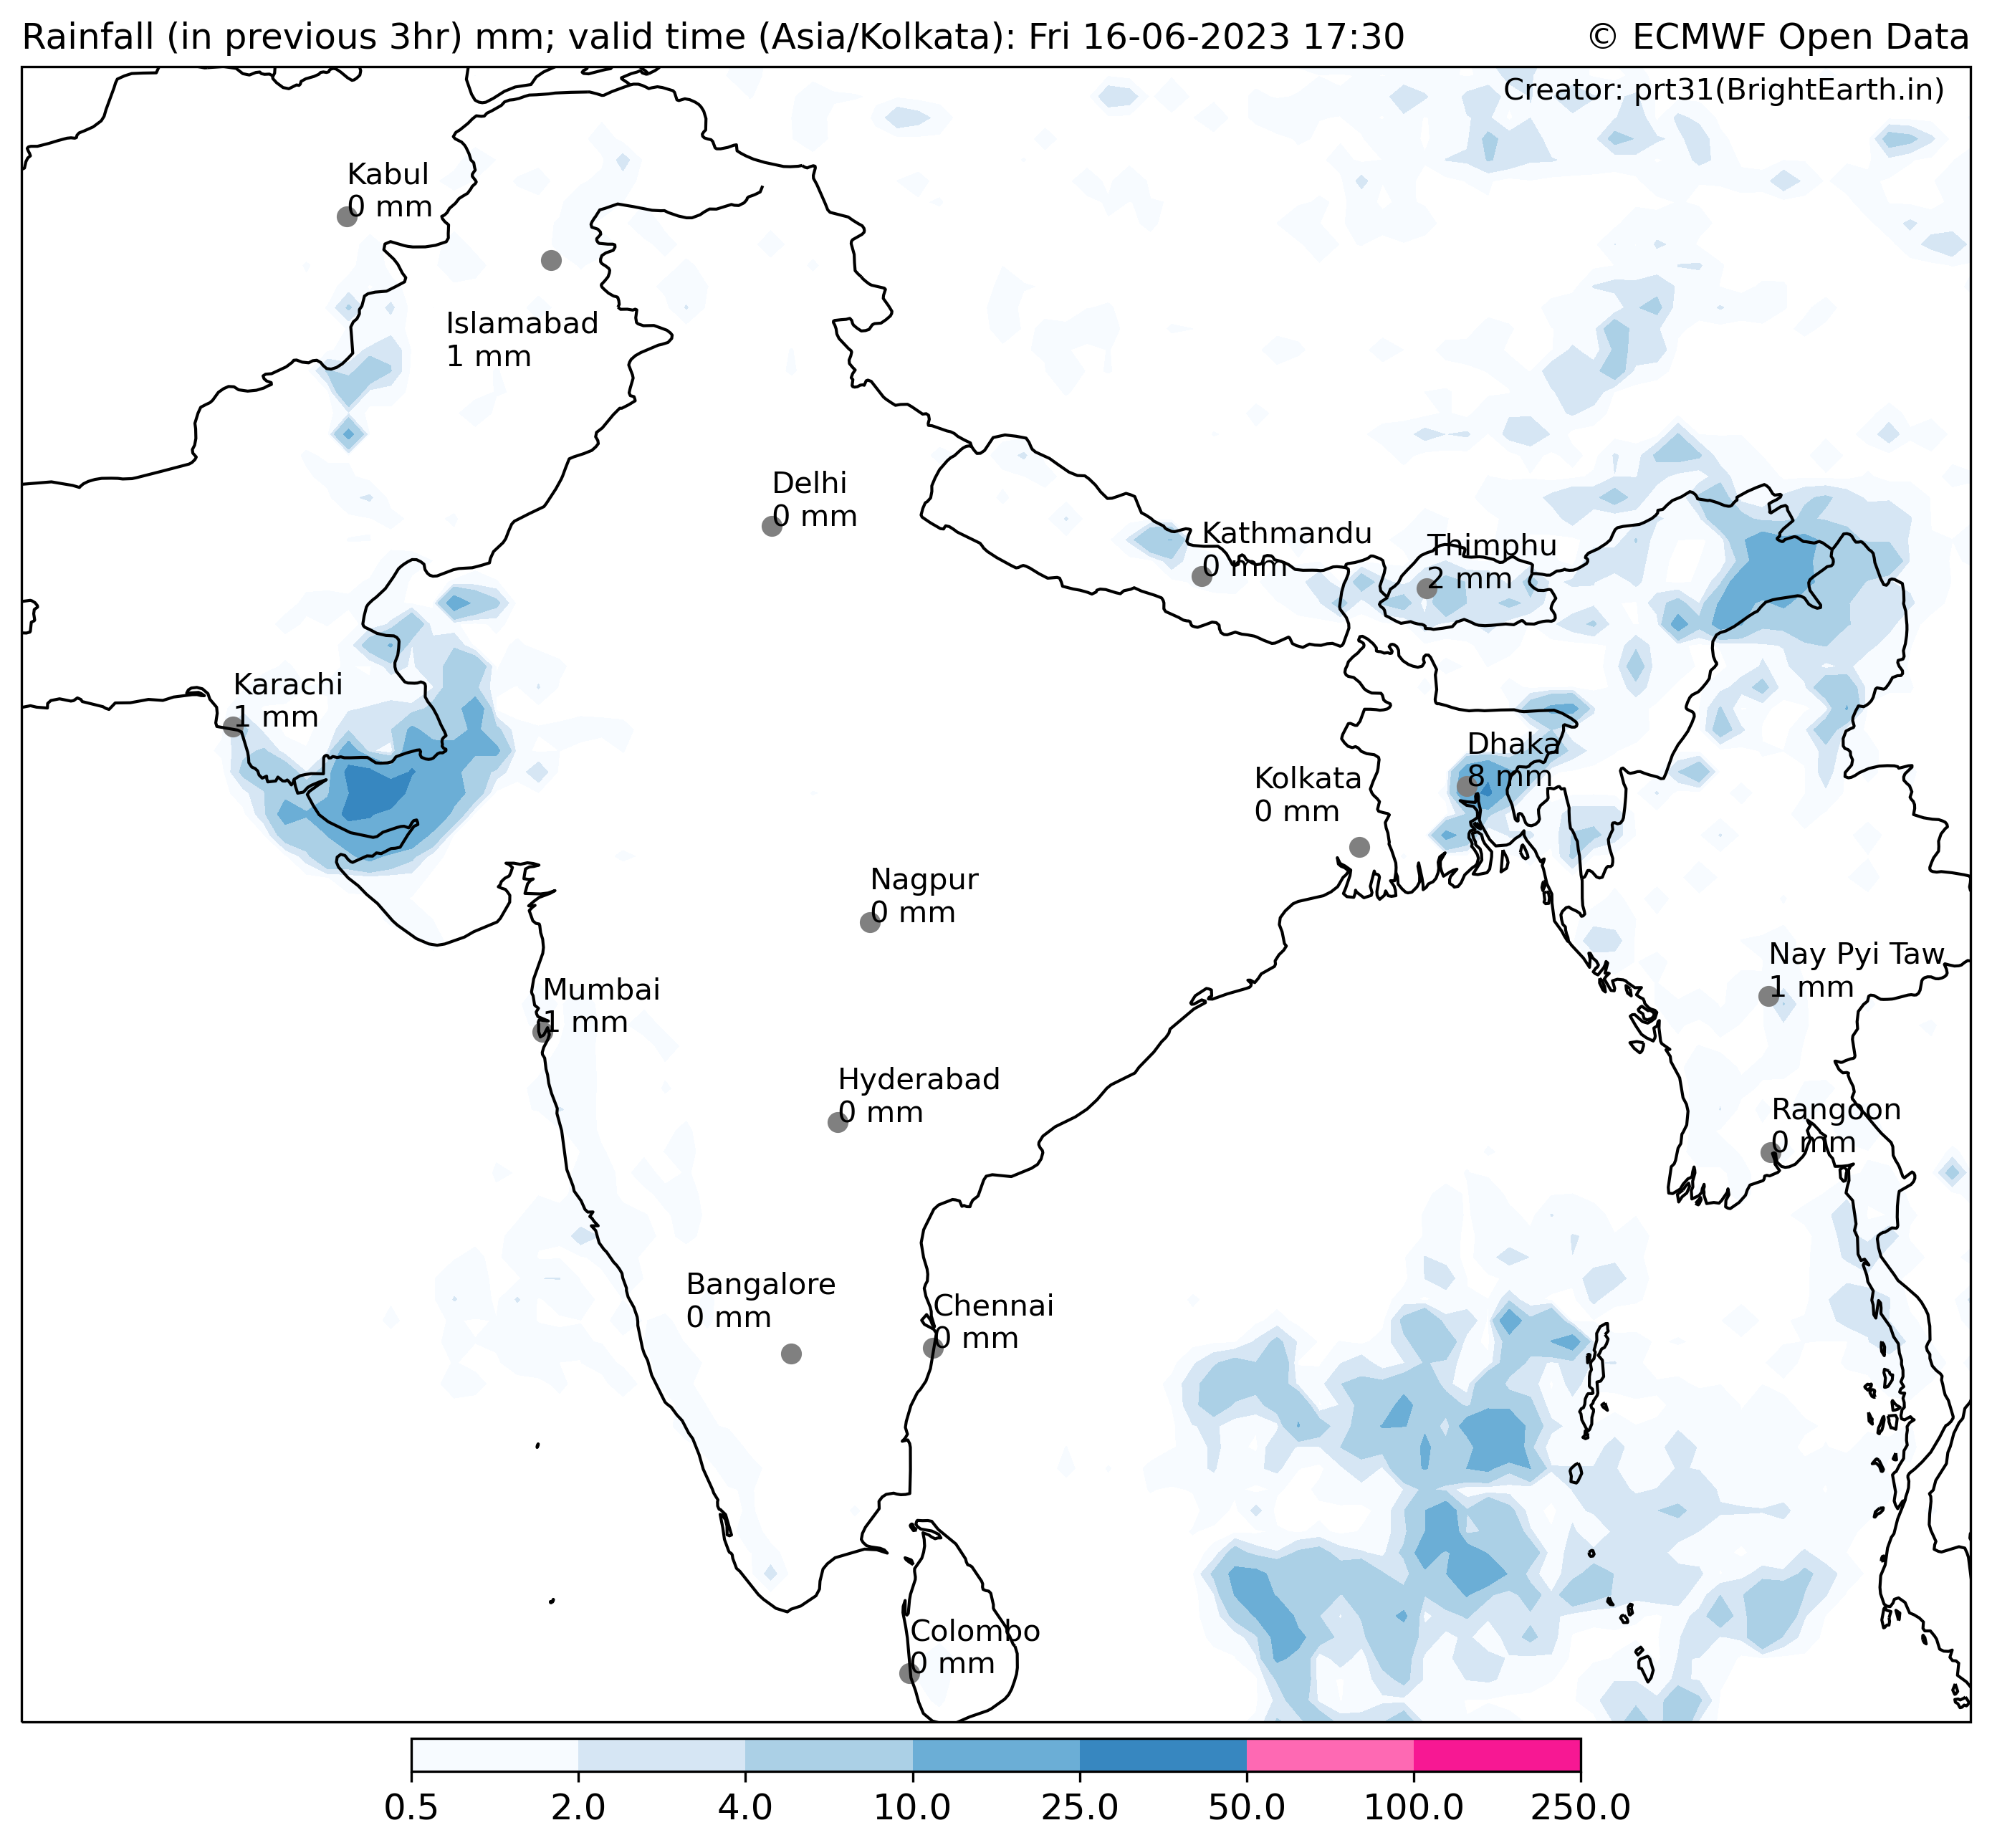 Rainfall (in previous 3hr) mm; valid time (Asia/Kolkata): Fri 16-06-2023 17:30
© ECMWF Open Data
Creator: prt31(BrightEarth.in)
Kabul
0 mm
Islamabad
1 mm
Delhi
0 mm
Kathmandu
0 mm
Thimphu
2 mm
Karachi
1 mm
Dhaka
8 mm
Kolkata
0 mm
Nagpur
0 mm
Nay Pyi Taw
1 mm
Mumbai
1 mm
Hyderabad
0 mm
Rangoon
0 mm
Bangalore
0 mm
Chennai
0 mm
Colombo
0 mm
0.5 2.0 4.0 10.0 25.0 50.0 100.0 250.0